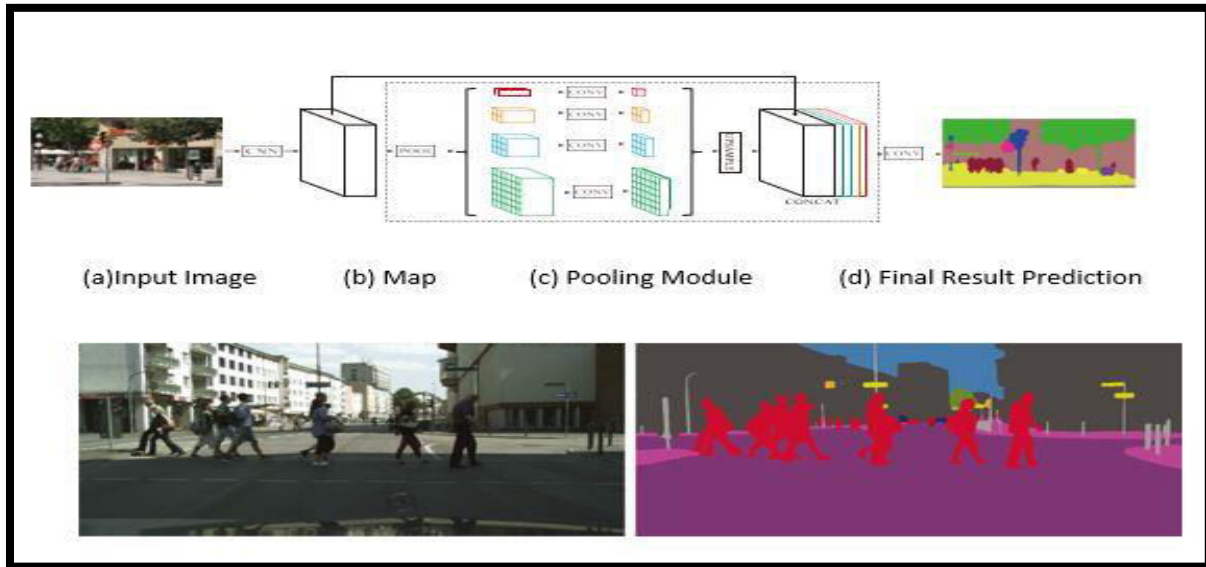 CNN
POOL
CONV
CONV
CONV
CONV
UPSAMPLE
CONCAT
CONV
(a)Input Image
(b) Map
(c) Pooling Module
(d) Final Result Prediction